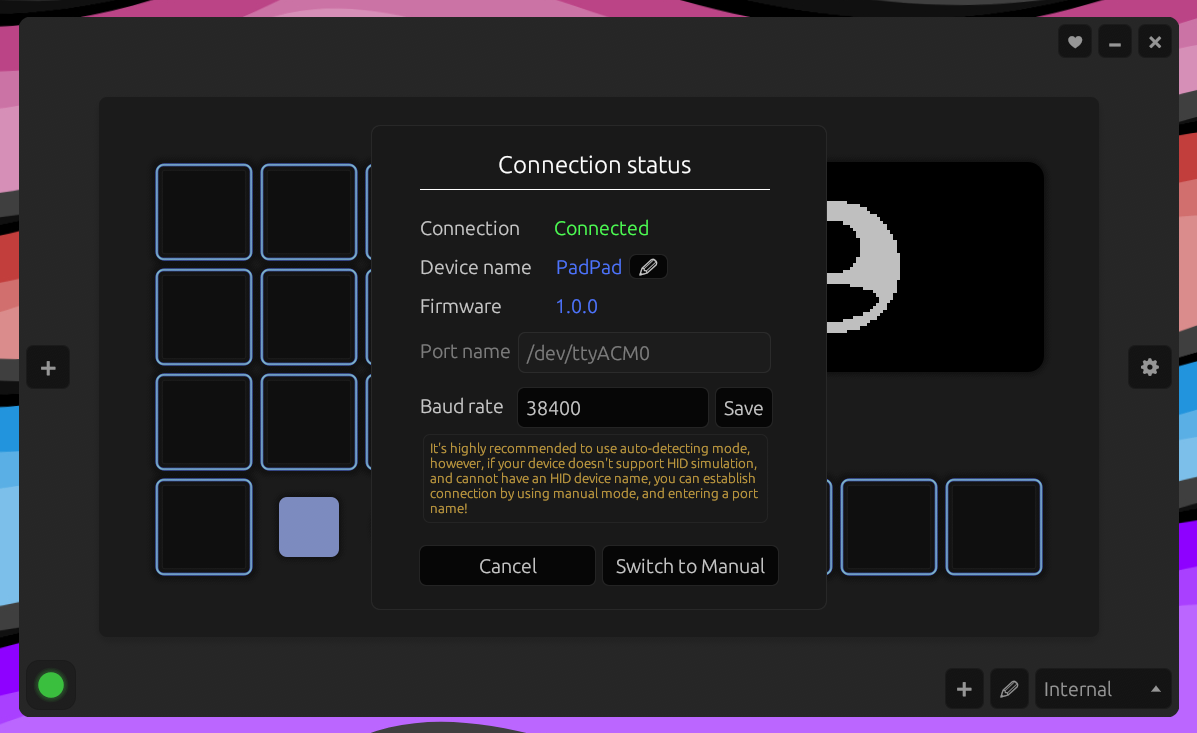 Connection status
Connection Connected
Device name PadPad
Firmware 1.0.0
Port name /dev/ttyACM0
Baud rate 38400 Save
It's highly recommended to use auto-detecting mode,
however, if your device doesn't support HID simulation,
and cannot have an HID device name, you can establish
connection by using manual mode, and entering a port
name!
Cancel Switch to Manual
Internal